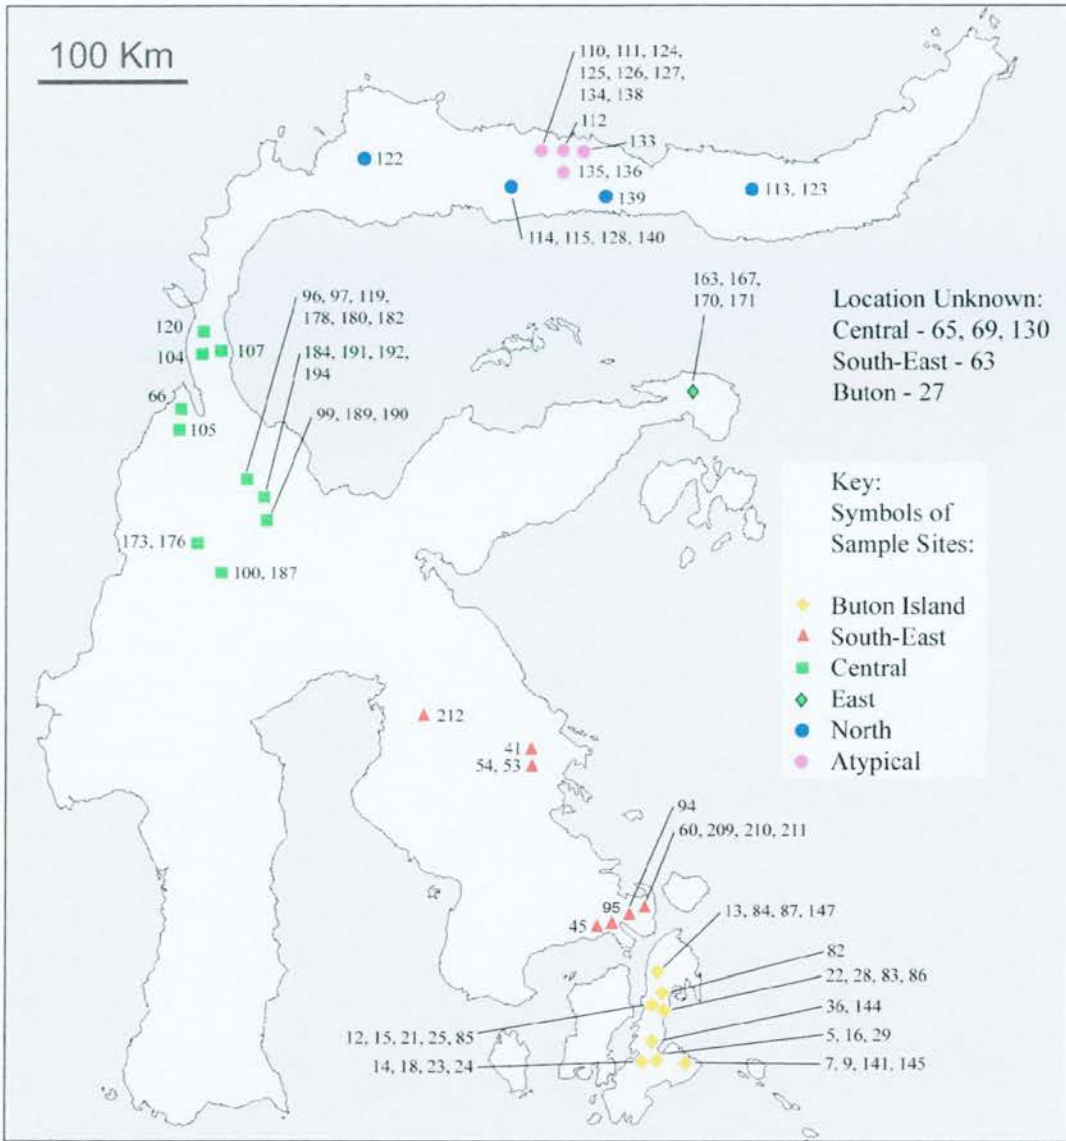 100 Km
110, 111, 124,
125, 126, 127,
134, 138
112
133
135, 136
122
139
113, 123
114, 115, 128, 140
96, 97, 119,
178, 180, 182
184, 191, 192,
194
99, 189, 190
120
104
107
66
105
173, 176
100, 187
163, 167,
170, 171
Location Unknown:
Central - 65, 69, 130
South-East - 63
Buton - 27
Key:
Symbols of
Sample Sites:
Buton Island
South-East
Central
East
North
Atypical
212
41
54, 53
94
60, 209, 210, 211
95
45
13, 84, 87, 147
82
22, 28, 83, 86
36, 144
5, 16, 29
12, 15, 21, 25, 85
14, 18, 23, 24
7, 9, 141, 145